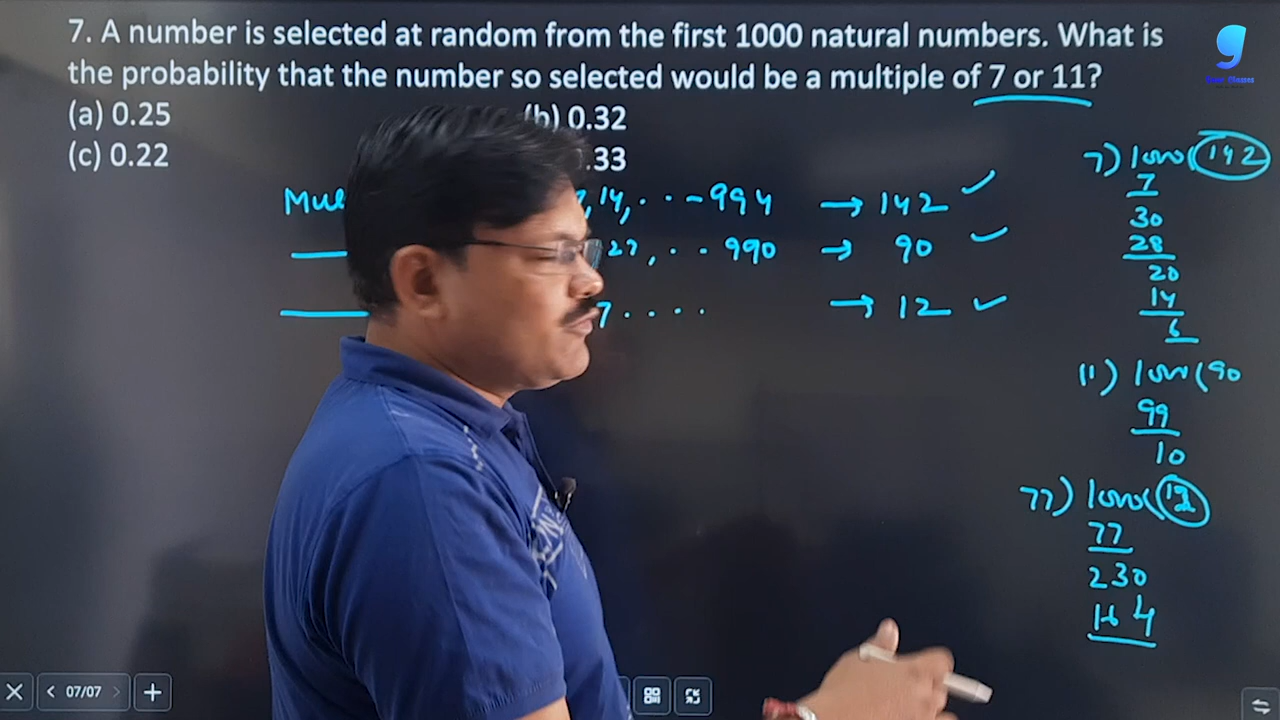 7. A number is selected at random from the first 1000 natural numbers. What is
the probability that the number so selected would be a multiple of 7 or 11?
(a) 0.25 (b) 0.32
(c) 0.22 .33
Mul , 14, . . - 994 → 142 ✓
22, . . 990 → 90 ✓
7 . . . . → 12 ✓
7) 1000 (142
7
30
28
20
14
6
11) 1000 (90
99
10
77) 1000 (12
77
230
154
07/07